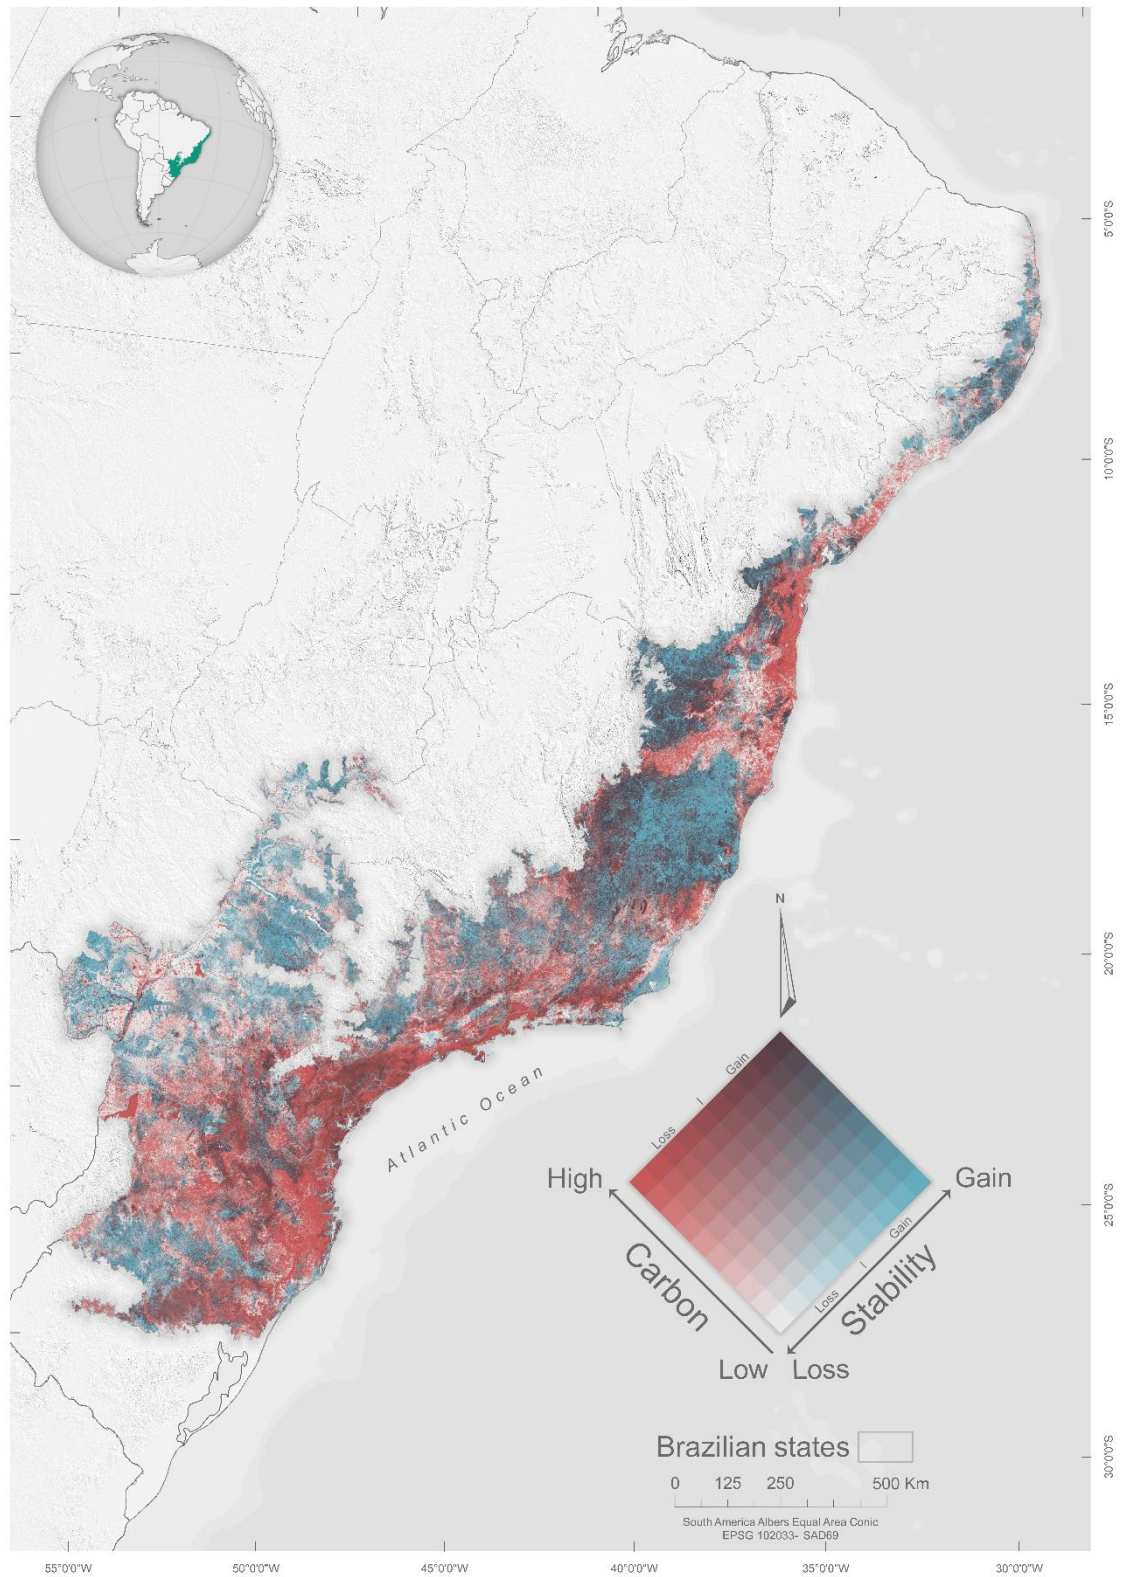 5°0'0"S
10°0'0"S
15°0'0"S
N
20°0'0"S
Atlantic Ocean
Gain
I
Loss
High
Gain
25°0'0"S
Gain
I
Loss
Carbon
Stability
Low
Loss
Brazilian states
0 125 250 500 Km
30°0'0"S
South America Albers Equal Area Conic
EPSG 102033- SAD69
55°0'0"W 50°0'0"W 45°0'0"W 40°0'0"W 35°0'0"W 30°0'0"W